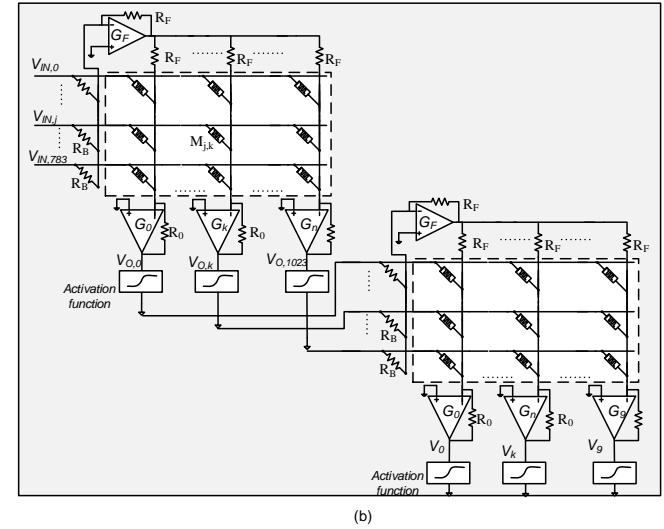 R_F
G_F
R_F ........ R_F ........ R_F
V_IN,0
V_IN,j
R_B
M_j,k
V_IN,783
R_B
........ ........
G_0 R_0 G_k R_0 G_n
V_O,0 V_O,k V_O,1023
Activation
function
R_F
G_F
R_F ........ R_F ........ R_F
R_B
R_B
........ ........
G_0 R_0 G_n R_0 G_9
V_0 V_k V_9
Activation
function
(b)